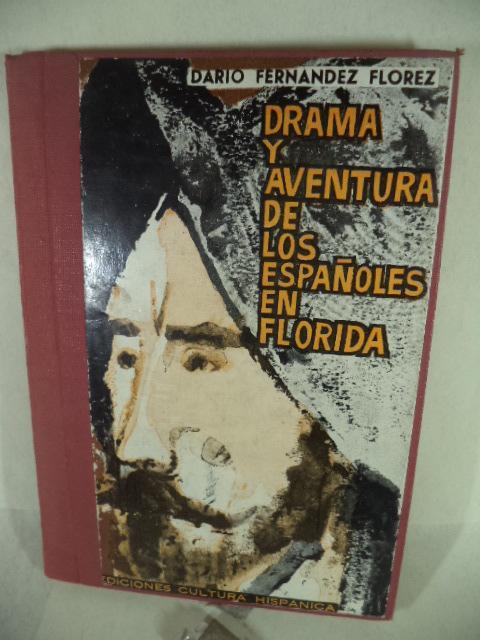 DARIO FERNANDEZ FLOREZ
DRAMA
Y
AVENTURA
DE
LOS
ESPAÑOLES
EN
FLORIDA
EDICIONES CULTURA HISPANICA